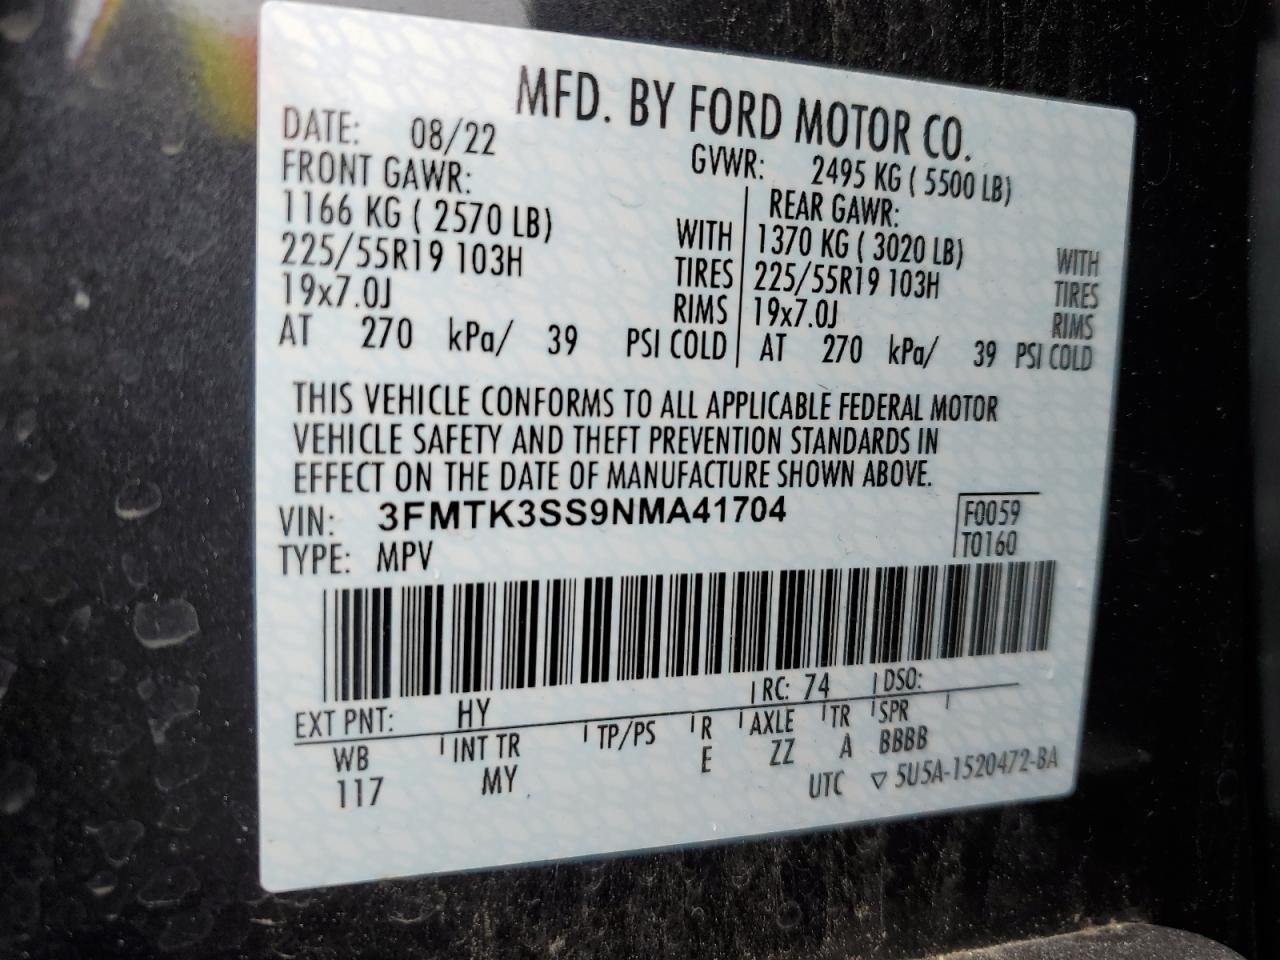 MFD. BY FORD MOTOR CO.
DATE: 08/22 GVWR: 2495 KG ( 5500 LB)
FRONT GAWR: REAR GAWR:
1166 KG ( 2570 LB) WITH 1370 KG ( 3020 LB) WITH
225/55R19 103H TIRES 225/55R19 103H TIRES
19x7.0J RIMS 19x7.0J RIMS
AT 270 kPa/ 39 PSI COLD AT 270 kPa/ 39 PSI COLD
THIS VEHICLE CONFORMS TO ALL APPLICABLE FEDERAL MOTOR
VEHICLE SAFETY AND THEFT PREVENTION STANDARDS IN
EFFECT ON THE DATE OF MANUFACTURE SHOWN ABOVE.
VIN: 3FMTK3SS9NMA41704 F0059
TYPE: MPV T0160
EXT PNT: HY RC: 74 DSO:
WB INT TR TP/PS R AXLE TR SPR
117 MY E ZZ A BBBB
UTC ▽ 5U5A-1520472-BA